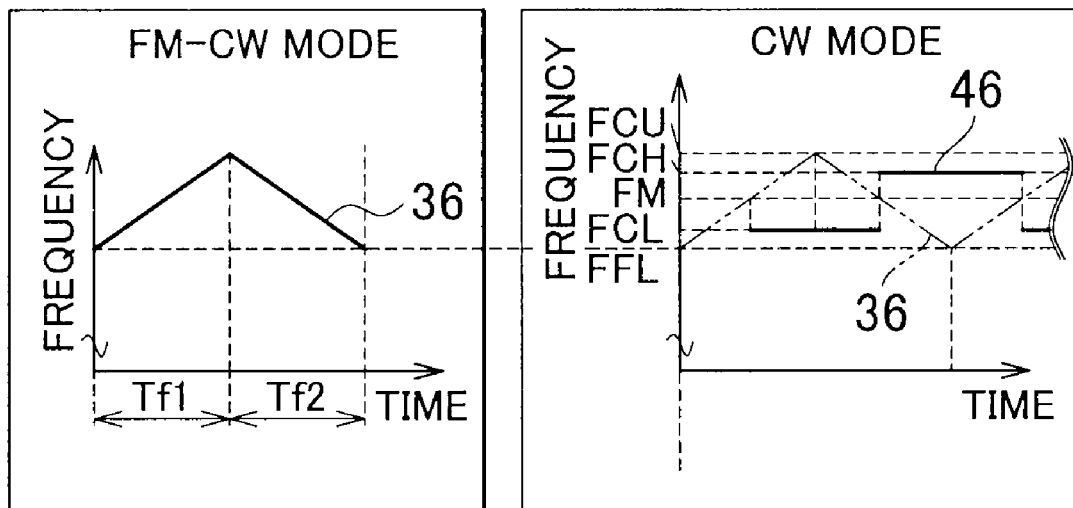 FM-CW MODE
FREQUENCY
36
Tf1
Tf2
TIME
CW MODE
FREQUENCY
FCU
FCH
FM
FCL
FFL
46
36
TIME